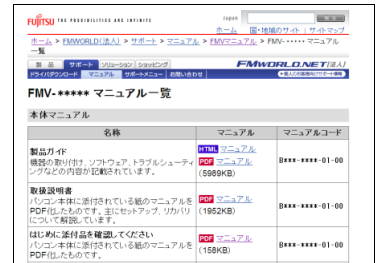 FUJITSU THE POSSIBILITIES ARE INFINITE
Japan
ホーム 国・地域のサイト | サイトマップ
ホーム > FMWORLD(法人) > サポート > マニュアル > FMVマニュアル > FMV-····· マニュアル
一覧
製品 サポート ソリューション ショッピング FMWORLD.NET(法人)
ドライバダウンロード マニュアル サポートメニュー お問い合わせ
FMV-***** マニュアル一覧
本体マニュアル
名称 マニュアル マニュアルコード
製品ガイド
機器の取り付け、ソフトウェア、トラブルシューティ
ングなどの内容が記載されています。
HTML マニュアル
PDF マニュアル
(5989KB)
B***-****-01-00
取扱説明書
パソコン本体に添付されている紙のマニュアルを
PDF化したものです。主にセットアップ、リカバリ
について解説しています。
PDF マニュアル
(1952KB)
B***-****-01-00
はじめに添付品を確認してください
パソコン本体に添付されている紙のマニュアルを
PDF化したものです。
PDF マニュアル
(158KB)
B***-****-01-00